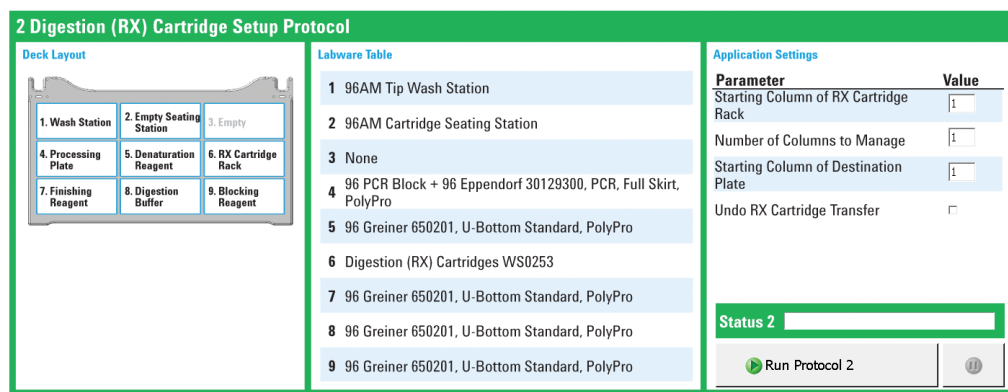 2 Digestion (RX) Cartridge Setup Protocol
Deck Layout
1. Wash Station
2. Empty Seating
Station
3. Empty
4. Processing
Plate
5. Denaturation
Reagent
6. RX Cartridge
Rack
7. Finishing
Reagent
8. Digestion
Buffer
9. Blocking
Reagent
Labware Table
1 96AM Tip Wash Station
2 96AM Cartridge Seating Station
3 None
4 96 PCR Block + 96 Eppendorf 30129300, PCR, Full Skirt,
PolyPro
5 96 Greiner 650201, U-Bottom Standard, PolyPro
6 Digestion (RX) Cartridges WS0253
7 96 Greiner 650201, U-Bottom Standard, PolyPro
8 96 Greiner 650201, U-Bottom Standard, PolyPro
9 96 Greiner 650201, U-Bottom Standard, PolyPro
Application Settings
Parameter Value
Starting Column of RX Cartridge
Rack 1
Number of Columns to Manage 1
Starting Column of Destination
Plate 1
Undo RX Cartridge Transfer
Status 2
Run Protocol 2